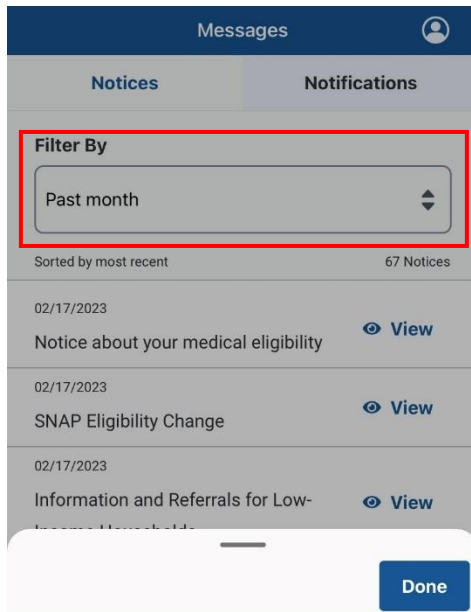 Messages
Notices Notifications
Filter By
Past month
Sorted by most recent 67 Notices
02/17/2023
Notice about your medical eligibility View
02/17/2023
SNAP Eligibility Change View
02/17/2023
Information and Referrals for Low- View
Income Households
Done